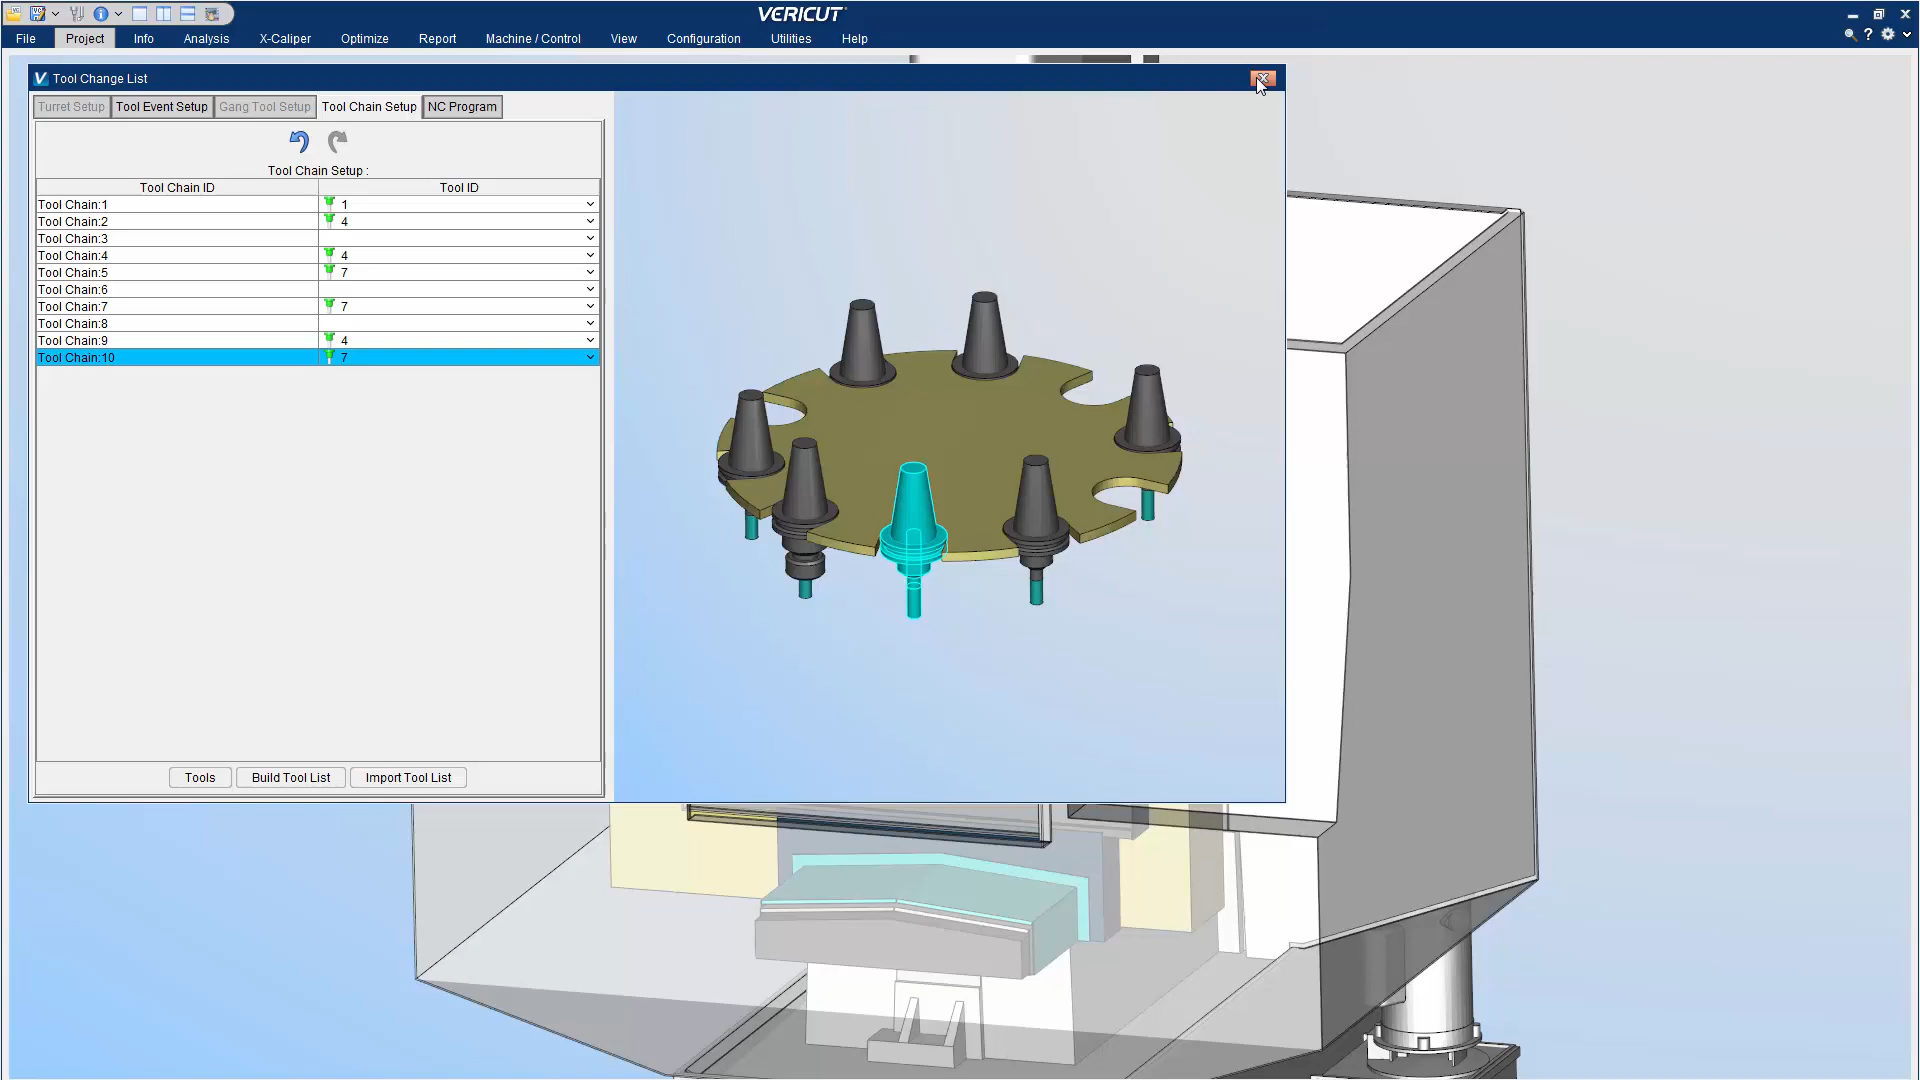 VERICUT
File Project Info Analysis X-Caliper Optimize Report Machine / Control View Configuration Utilities Help
Tool Change List
Turret Setup Tool Event Setup Gang Tool Setup Tool Chain Setup NC Program
Tool Chain Setup :
Tool Chain ID Tool ID
Tool Chain:1 1
Tool Chain:2 4
Tool Chain:3
Tool Chain:4 4
Tool Chain:5 7
Tool Chain:6
Tool Chain:7 7
Tool Chain:8
Tool Chain:9 4
Tool Chain:10 7
Tools Build Tool List Import Tool List